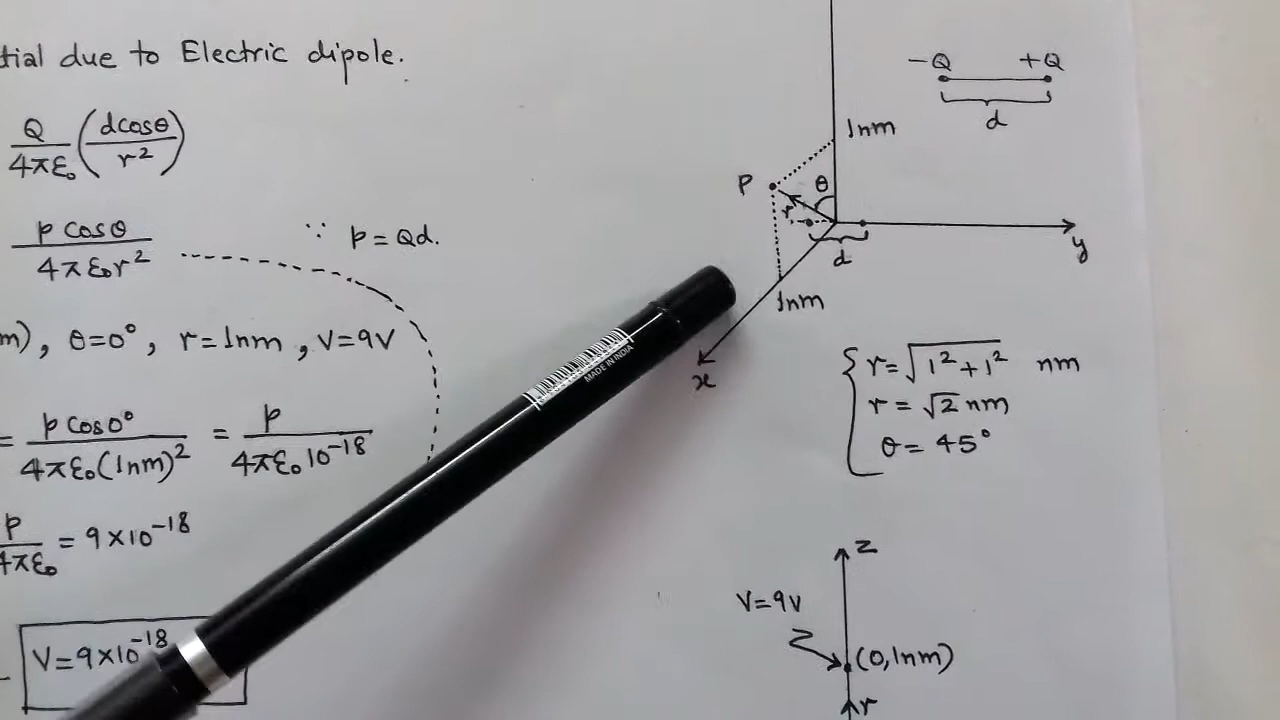 tial due to Electric dipole.
Q/4πε₀ (dcosθ/r²)
p cosθ/4πε₀r²
∵ p = Qd.
m), θ=0°, r=1nm, V=9V
= p cos0°/4πε₀(1nm)² = p/4πε₀10⁻¹⁸
p/4πε₀ = 9×10⁻¹⁸
V=9×10⁻¹⁸
MADE IN INDIA
-Q +Q
d
1nm
P
θ
r
d
y
1nm
x
r=√1²+1² nm
r = √2 nm
θ = 45°
z
V=9V
(0,1nm)
r